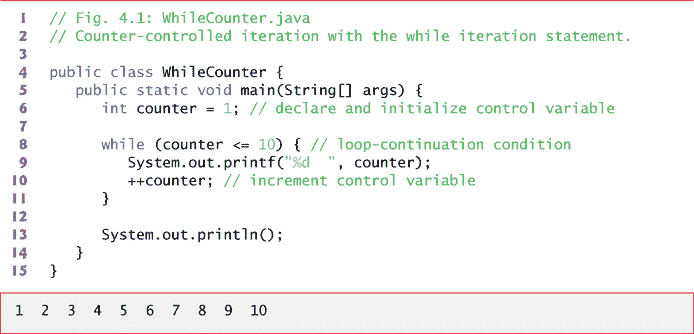 1 // Fig. 4.1: WhileCounter.java
2 // Counter-controlled iteration with the while iteration statement.
3
4 public class WhileCounter {
5 public static void main(String[] args) {
6 int counter = 1; // declare and initialize control variable
7
8 while (counter <= 10) { // loop-continuation condition
9 System.out.printf("%d  ", counter);
10 ++counter; // increment control variable
11 }
12
13 System.out.println();
14 }
15 }
1 2 3 4 5 6 7 8 9 10